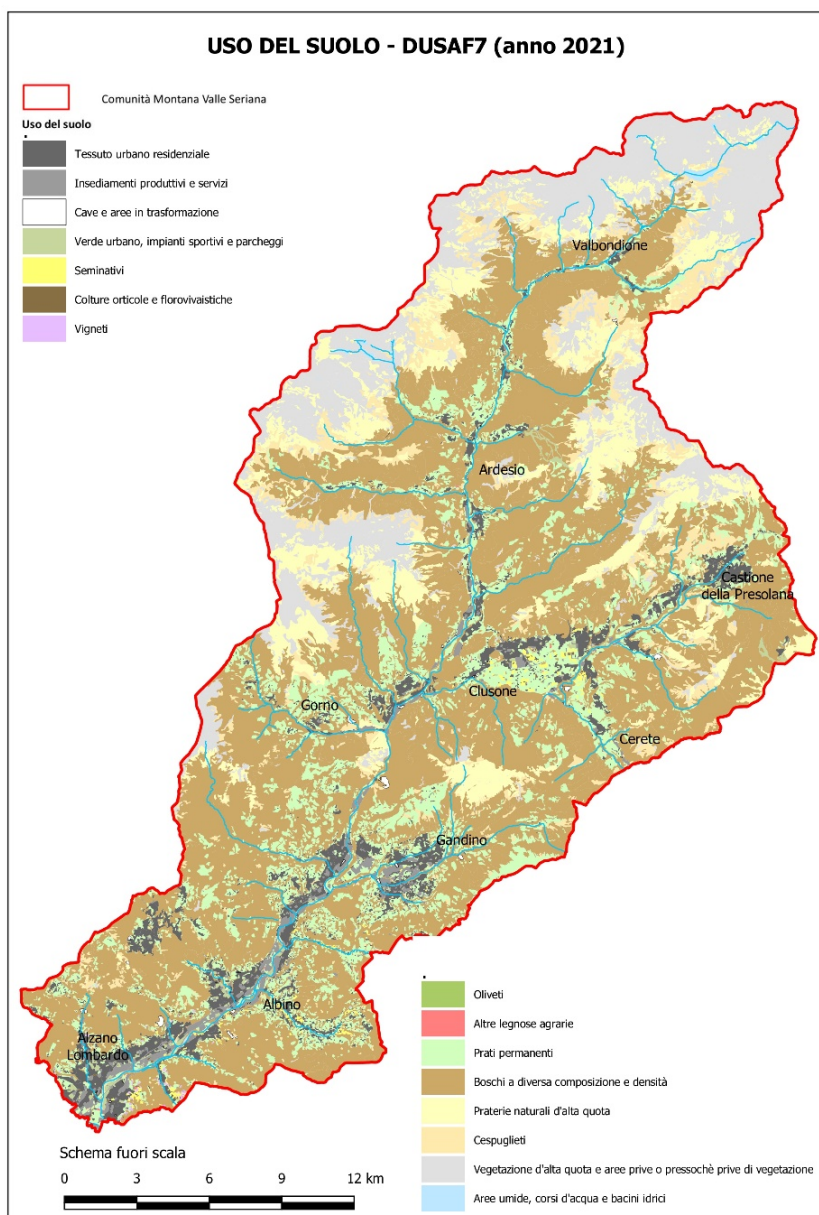 USO DEL SUOLO - DUSAF7 (anno 2021)
Comunità Montana Valle Seriana
Uso del suolo
Tessuto urbano residenziale
Insediamenti produttivi e servizi
Cave e aree in trasformazione
Verde urbano, impianti sportivi e parcheggi
Seminativi
Colture orticole e florovivaistiche
Vigneti
Valbondione
Ardesio
Castione
della Presolana
Clusone
Gorno
Cerete
Gandino
Albino
Alzano
Lombardo
Oliveti
Altre legnose agrarie
Prati permanenti
Boschi a diversa composizione e densità
Praterie naturali d'alta quota
Cespuglieti
Vegetazione d'alta quota e aree prive o pressochè prive di vegetazione
Aree umide, corsi d'acqua e bacini idrici
Schema fuori scala
0 3 6 9 12 km